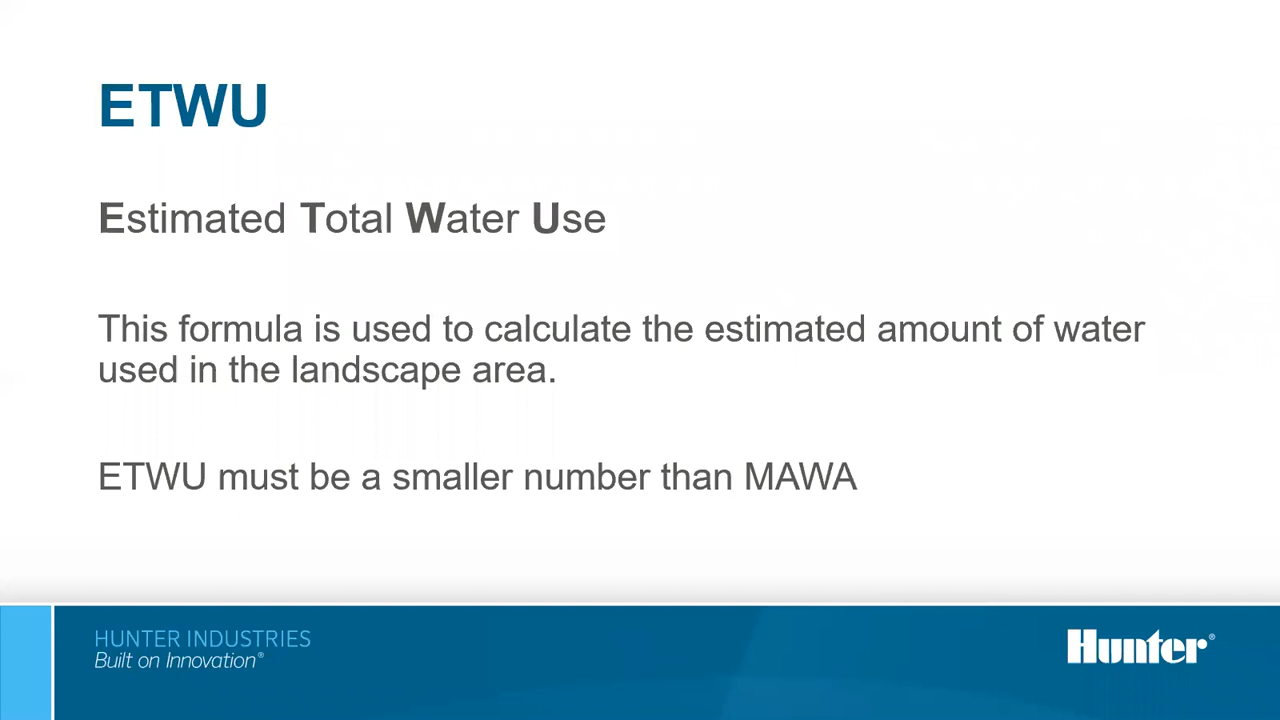 ETWU
Estimated Total Water Use
This formula is used to calculate the estimated amount of water
used in the landscape area.
ETWU must be a smaller number than MAWA
HUNTER INDUSTRIES
Built on Innovation®
Hunter®